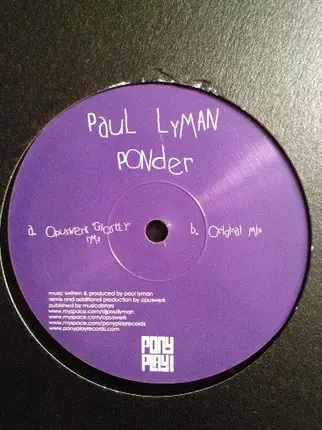 Paul Lyman
Ponder
a. Opuswerk "Ghostly" rmx
b. Original Mix
music written & produced by paul lyman
remix and additional production by opuswerk
published by musicallstars
www.myspace.com/djpaullyman
www.myspace.com/opuswerk
www.myspace.com/ponyplayrecords
www.ponyplayrecords.com
PONY
PLAY!